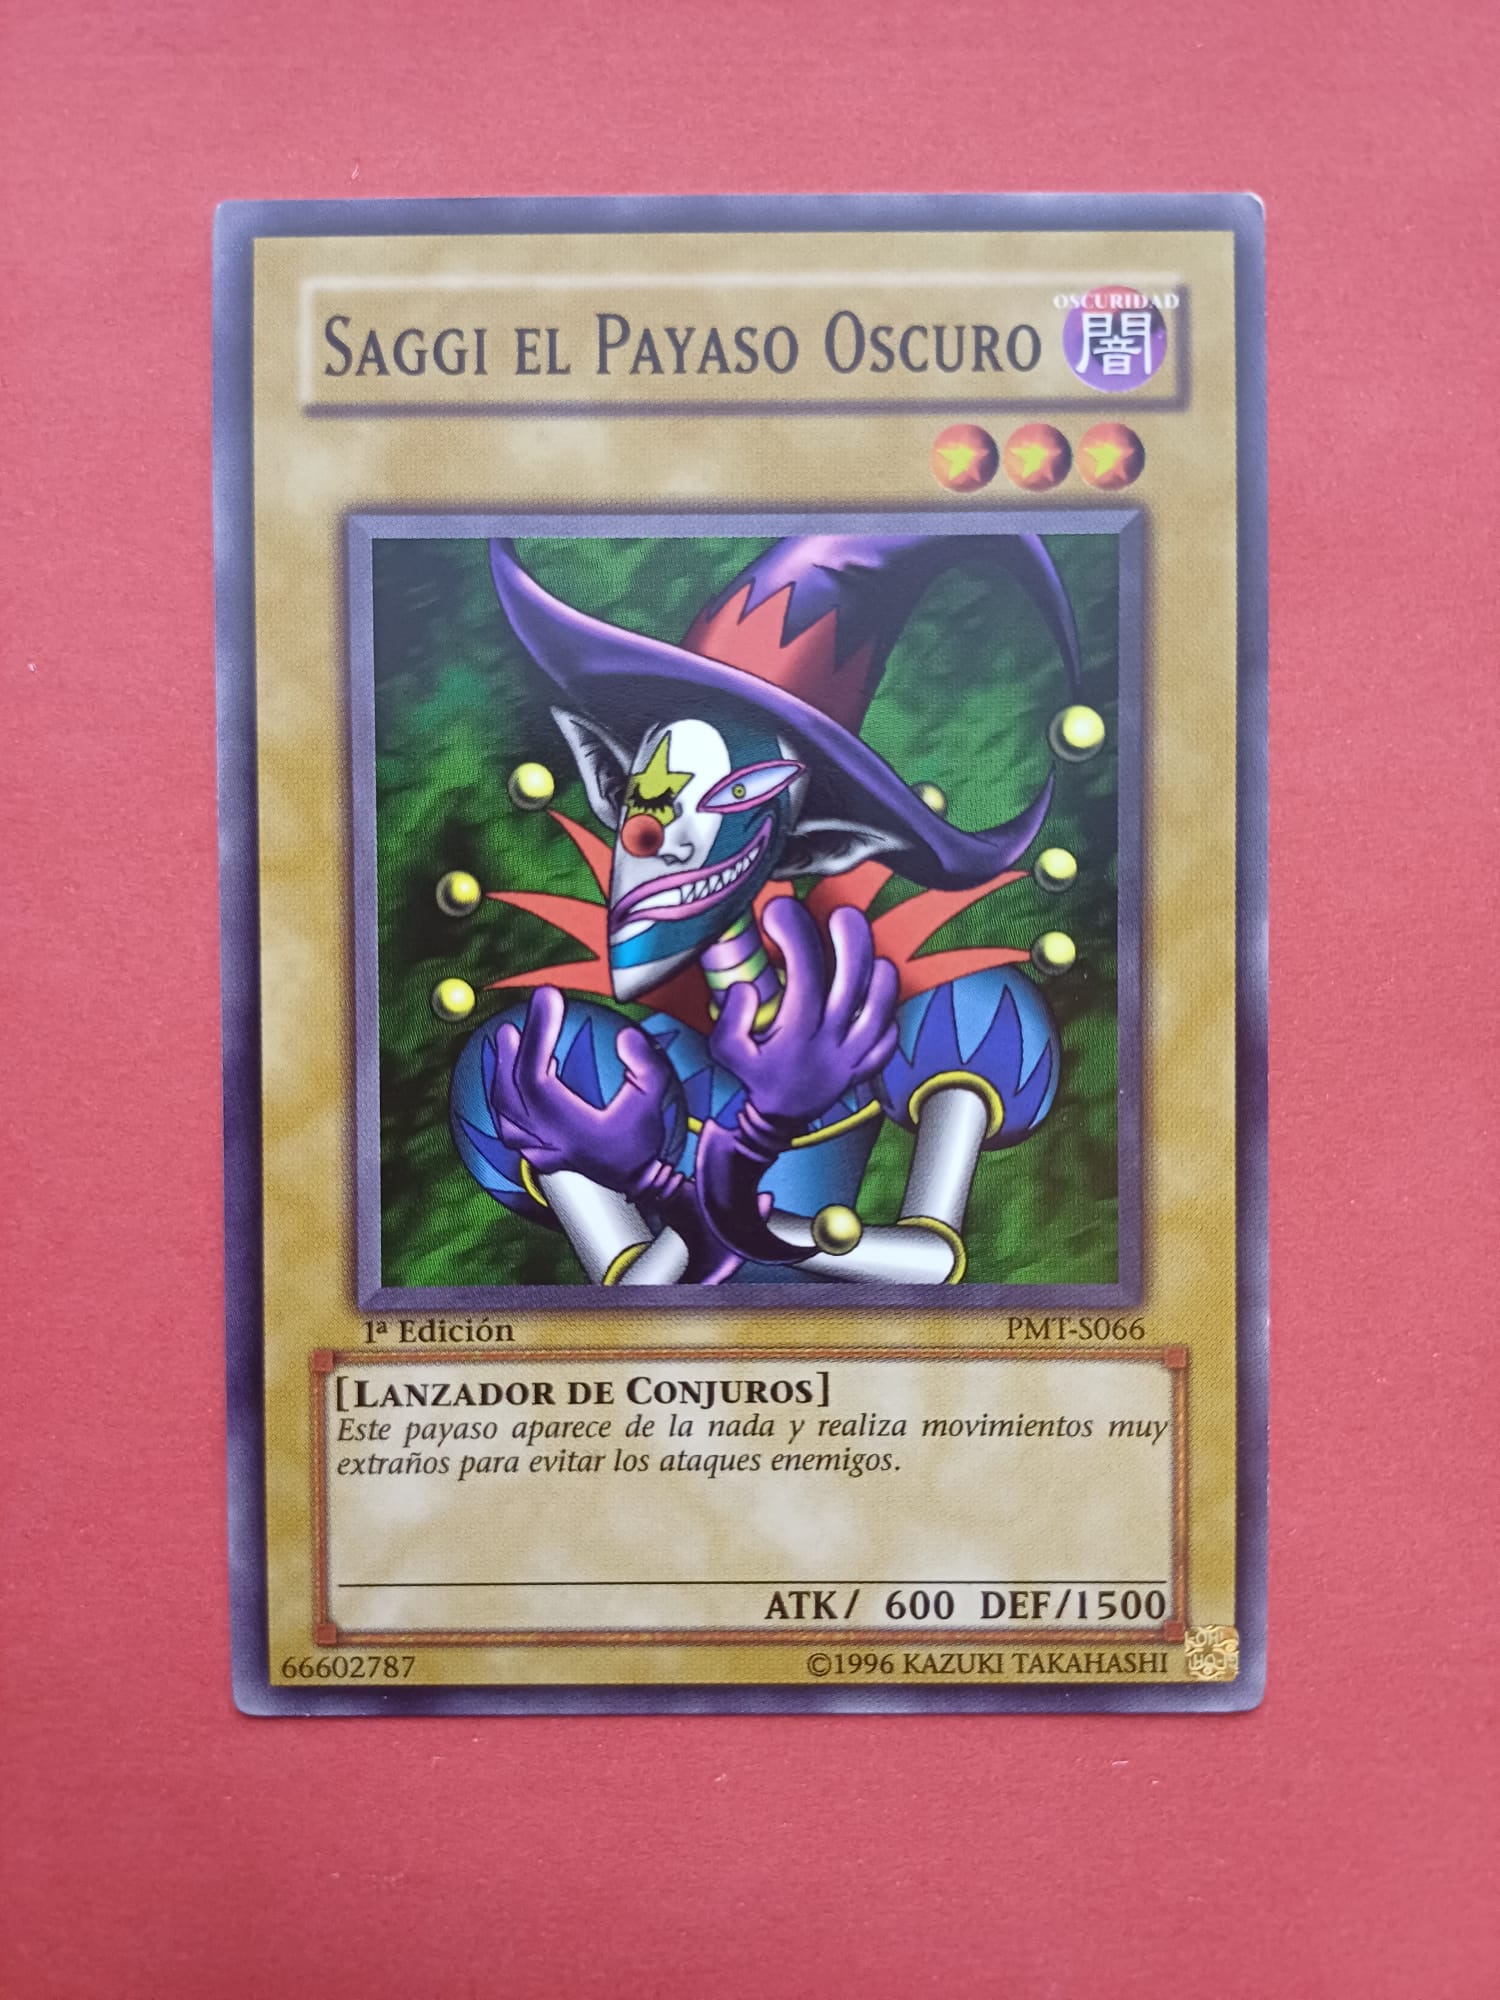 SAGGI EL PAYASO OSCURO
OSCURIDAD
闇
1ª Edición
PMT-S066
[LANZADOR DE CONJUROS]
Este payaso aparece de la nada y realiza movimientos muy
extraños para evitar los ataques enemigos.
ATK/ 600 DEF/1500
66602787
©1996 KAZUKI TAKAHASHI